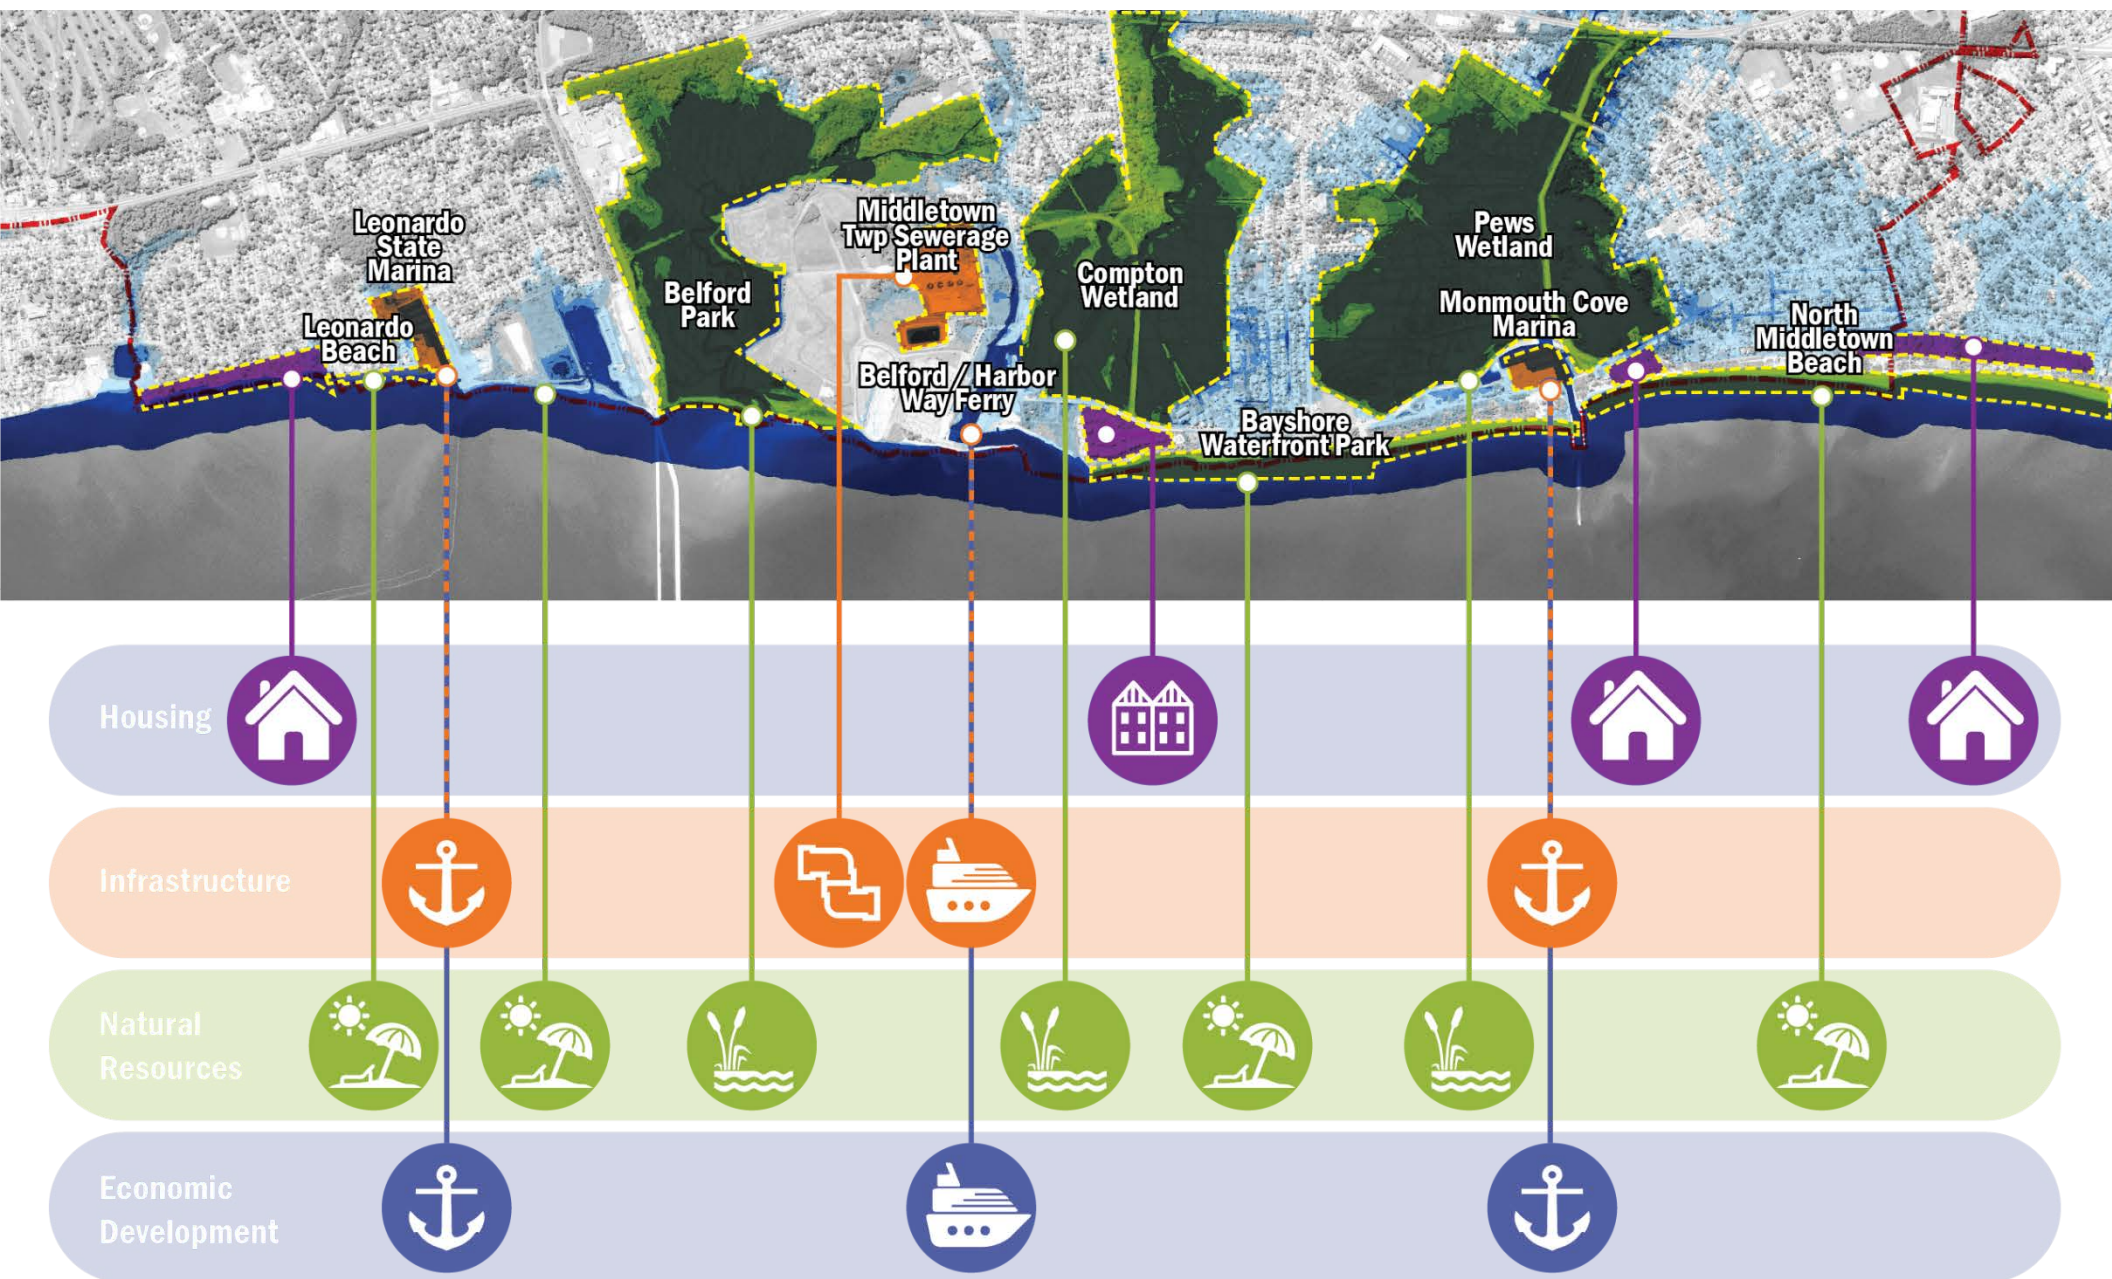 Leonardo
State
Marina
Leonardo
Beach
Belford
Park
Middletown
Twp Sewerage
Plant
Belford / Harbor
Way Ferry
Compton
Wetland
Bayshore
Waterfront Park
Pews
Wetland
Monmouth Cove
Marina
North
Middletown
Beach
Housing
Infrastructure
Natural
Resources
Economic
Development